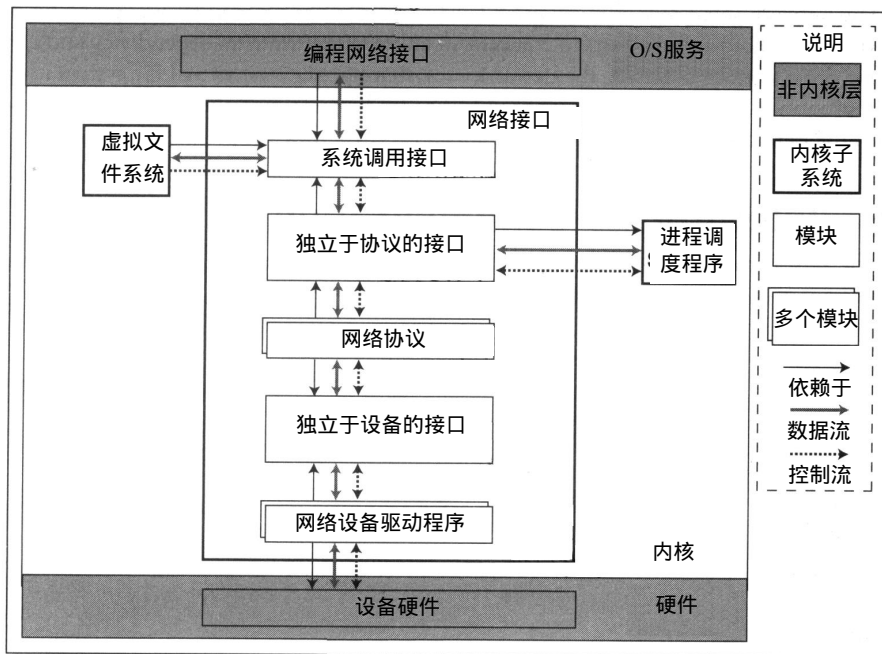 编程网络接口
O/S服务
网络接口
虚拟文
件系统
系统调用接口
独立于协议的接口
进程调
度程序
网络协议
独立于设备的接口
网络设备驱动程序
内核
设备硬件
硬件
说明
非内核层
内核子
系统
模块
多个模块
依赖于
数据流
控制流